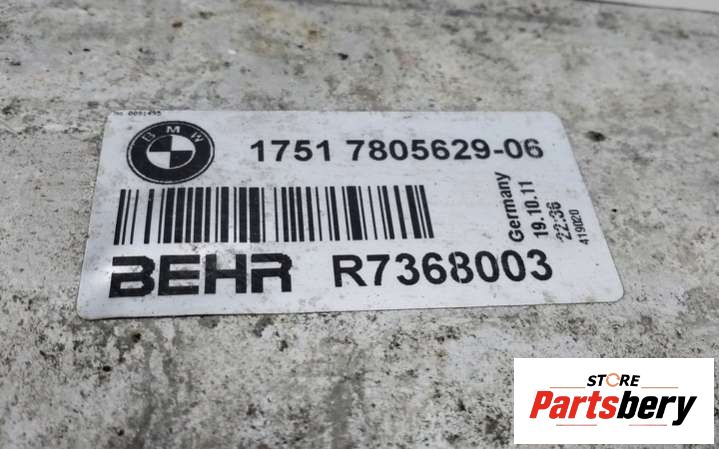 BMW
1751 7805629-06
Germany
19.10.11
22:36
419020
BEHR R7368003
STORE
Partsbery